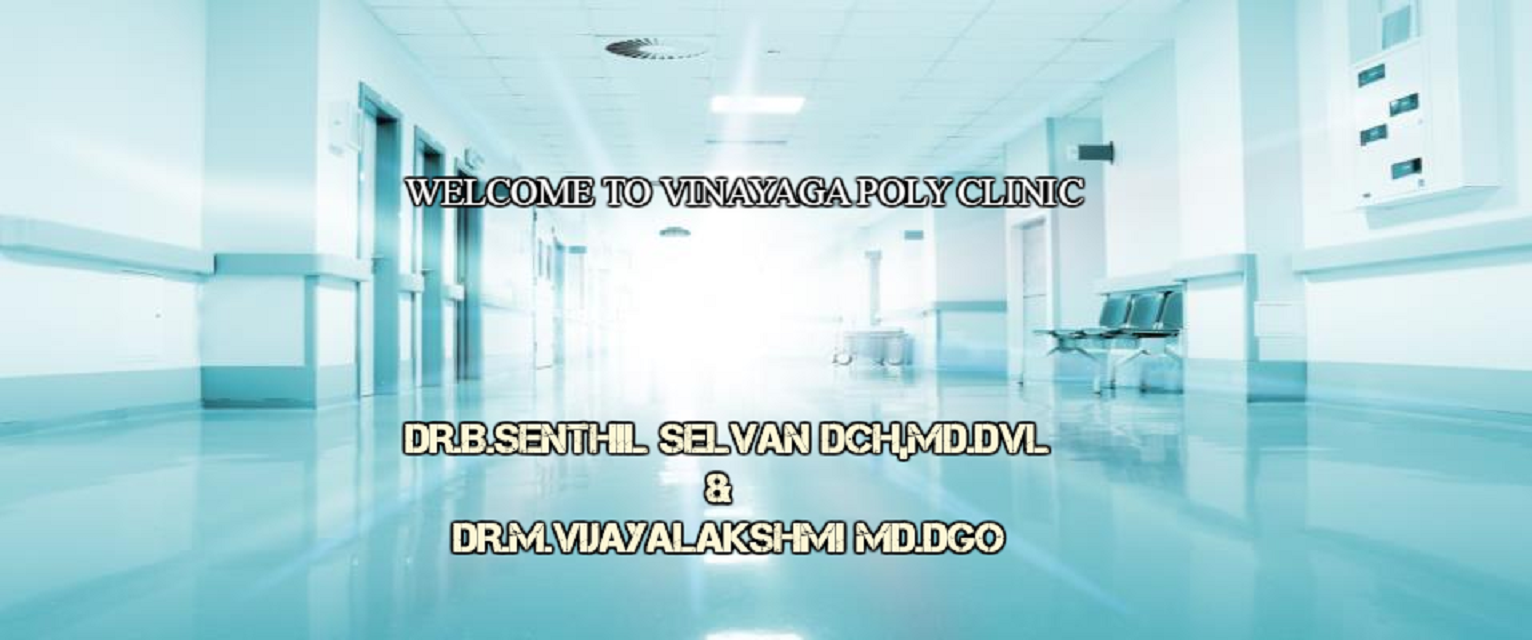 WELCOME TO VINAYAGA POLY CLINIC
DR.B.SENTHIL SELVAN DCH,MD.DVL
&
DR.M.VIJAYALAKSHMI MD.DGO